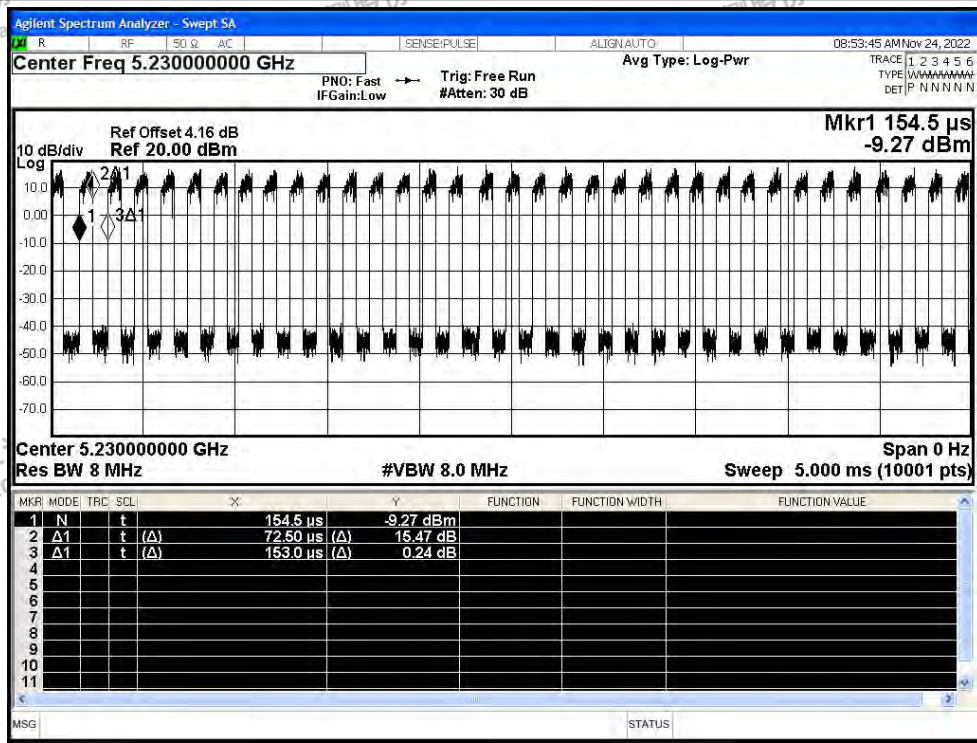 Agilent Spectrum Analyzer - Swept SA
R RF 50 Ω AC SENSE:PULSE ALIGN AUTO 08:53:45 AM Nov 24, 2022
Center Freq 5.230000000 GHz
PNO: Fast
IFGain:Low
Trig: Free Run
#Atten: 30 dB
Avg Type: Log-Pwr
TRACE 1 2 3 4 5 6
TYPE
DET P N N N N N
Mkr1 154.5 µs
-9.27 dBm
10 dB/div
Log
Ref Offset 4.16 dB
Ref 20.00 dBm
2Δ1
1
3Δ1
10.0
0.00
-10.0
-20.0
-30.0
-40.0
-50.0
-60.0
-70.0
Center 5.230000000 GHz Span 0 Hz
Res BW 8 MHz #VBW 8.0 MHz Sweep 5.000 ms (10001 pts)
MKR MODE TRC SCL X Y FUNCTION FUNCTION WIDTH FUNCTION VALUE
1 N t 154.5 µs -9.27 dBm
2 Δ1 t (Δ) 72.50 µs (Δ) 15.47 dB
3 Δ1 t (Δ) 153.0 µs (Δ) 0.24 dB
4
5
6
7
8
9
10
11
MSG STATUS